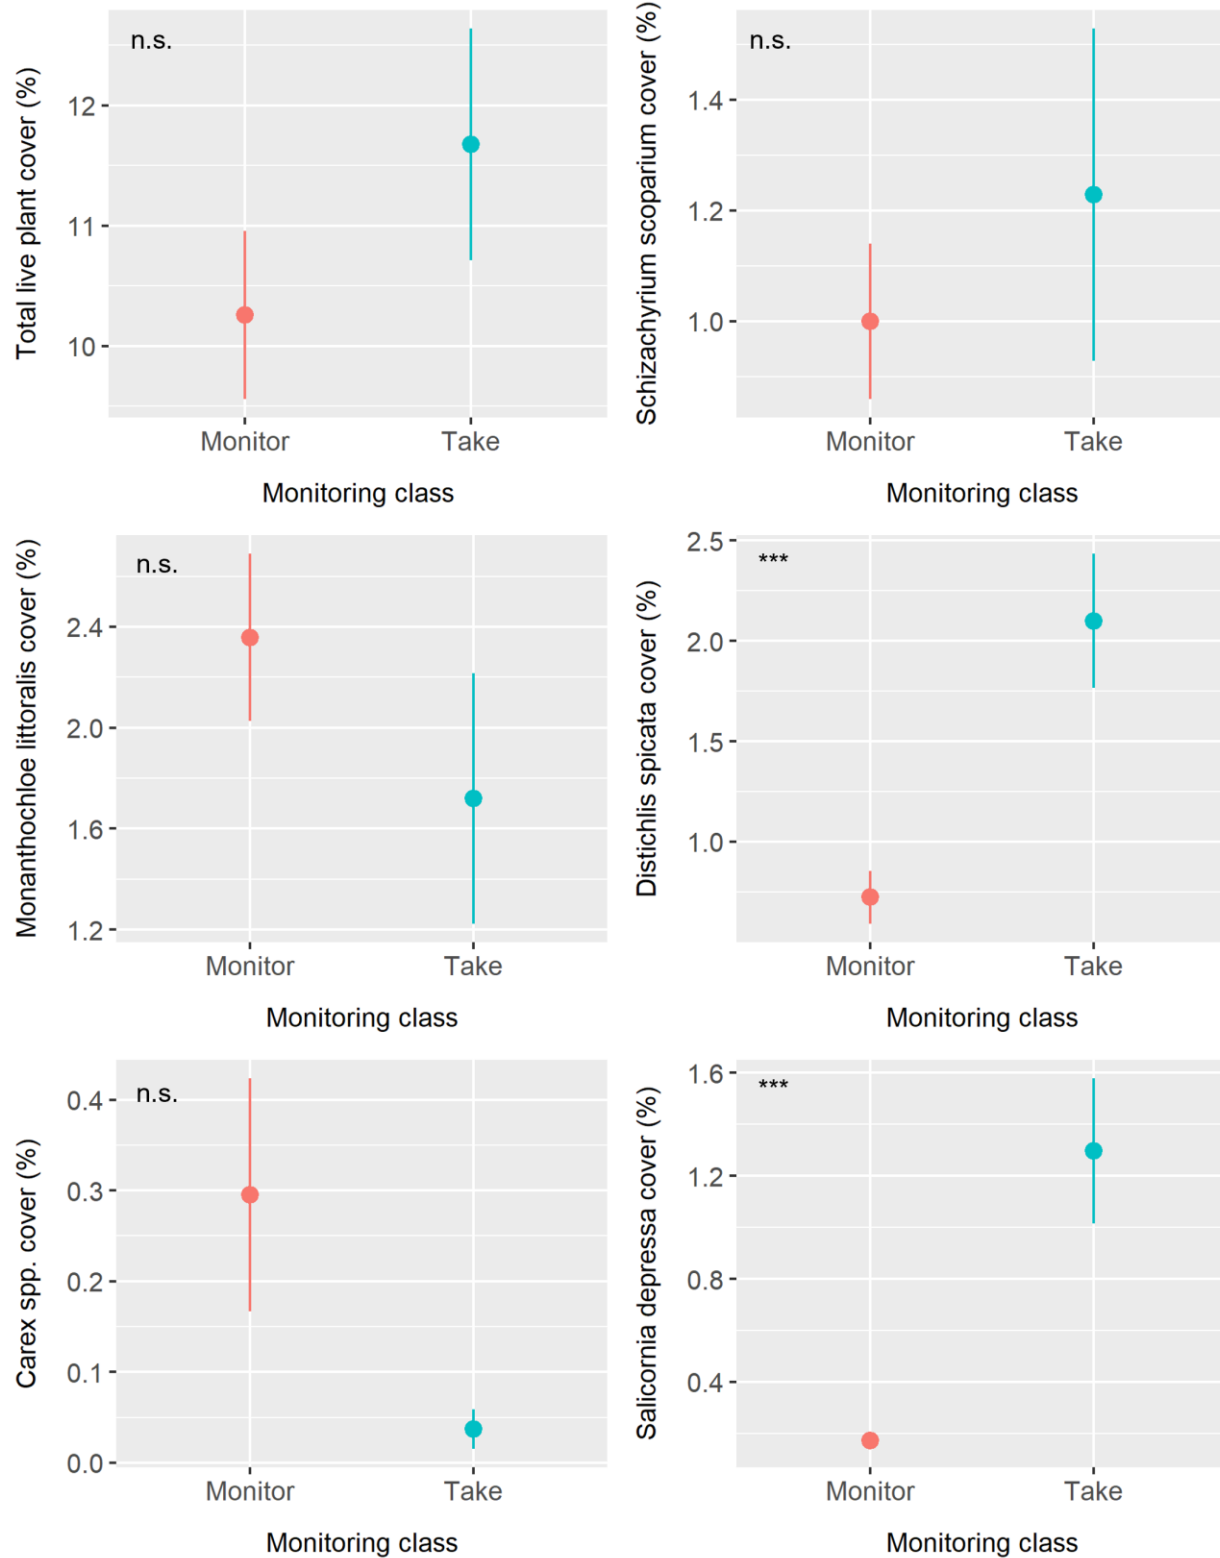 Total live plant cover (%)
n.s.
12
11
10
Monitor Take
Monitoring class
Schizachyrium scoparium cover (%)
n.s.
1.4
1.2
1.0
Monitor Take
Monitoring class
Monanthochloe littoralis cover (%)
n.s.
2.4
2.0
1.6
1.2
Monitor Take
Monitoring class
Distichlis spicata cover (%)
***
2.5
2.0
1.5
1.0
Monitor Take
Monitoring class
Carex spp. cover (%)
n.s.
0.4
0.3
0.2
0.1
0.0
Monitor Take
Monitoring class
Salicornia depressa cover (%)
***
1.6
1.2
0.8
0.4
Monitor Take
Monitoring class